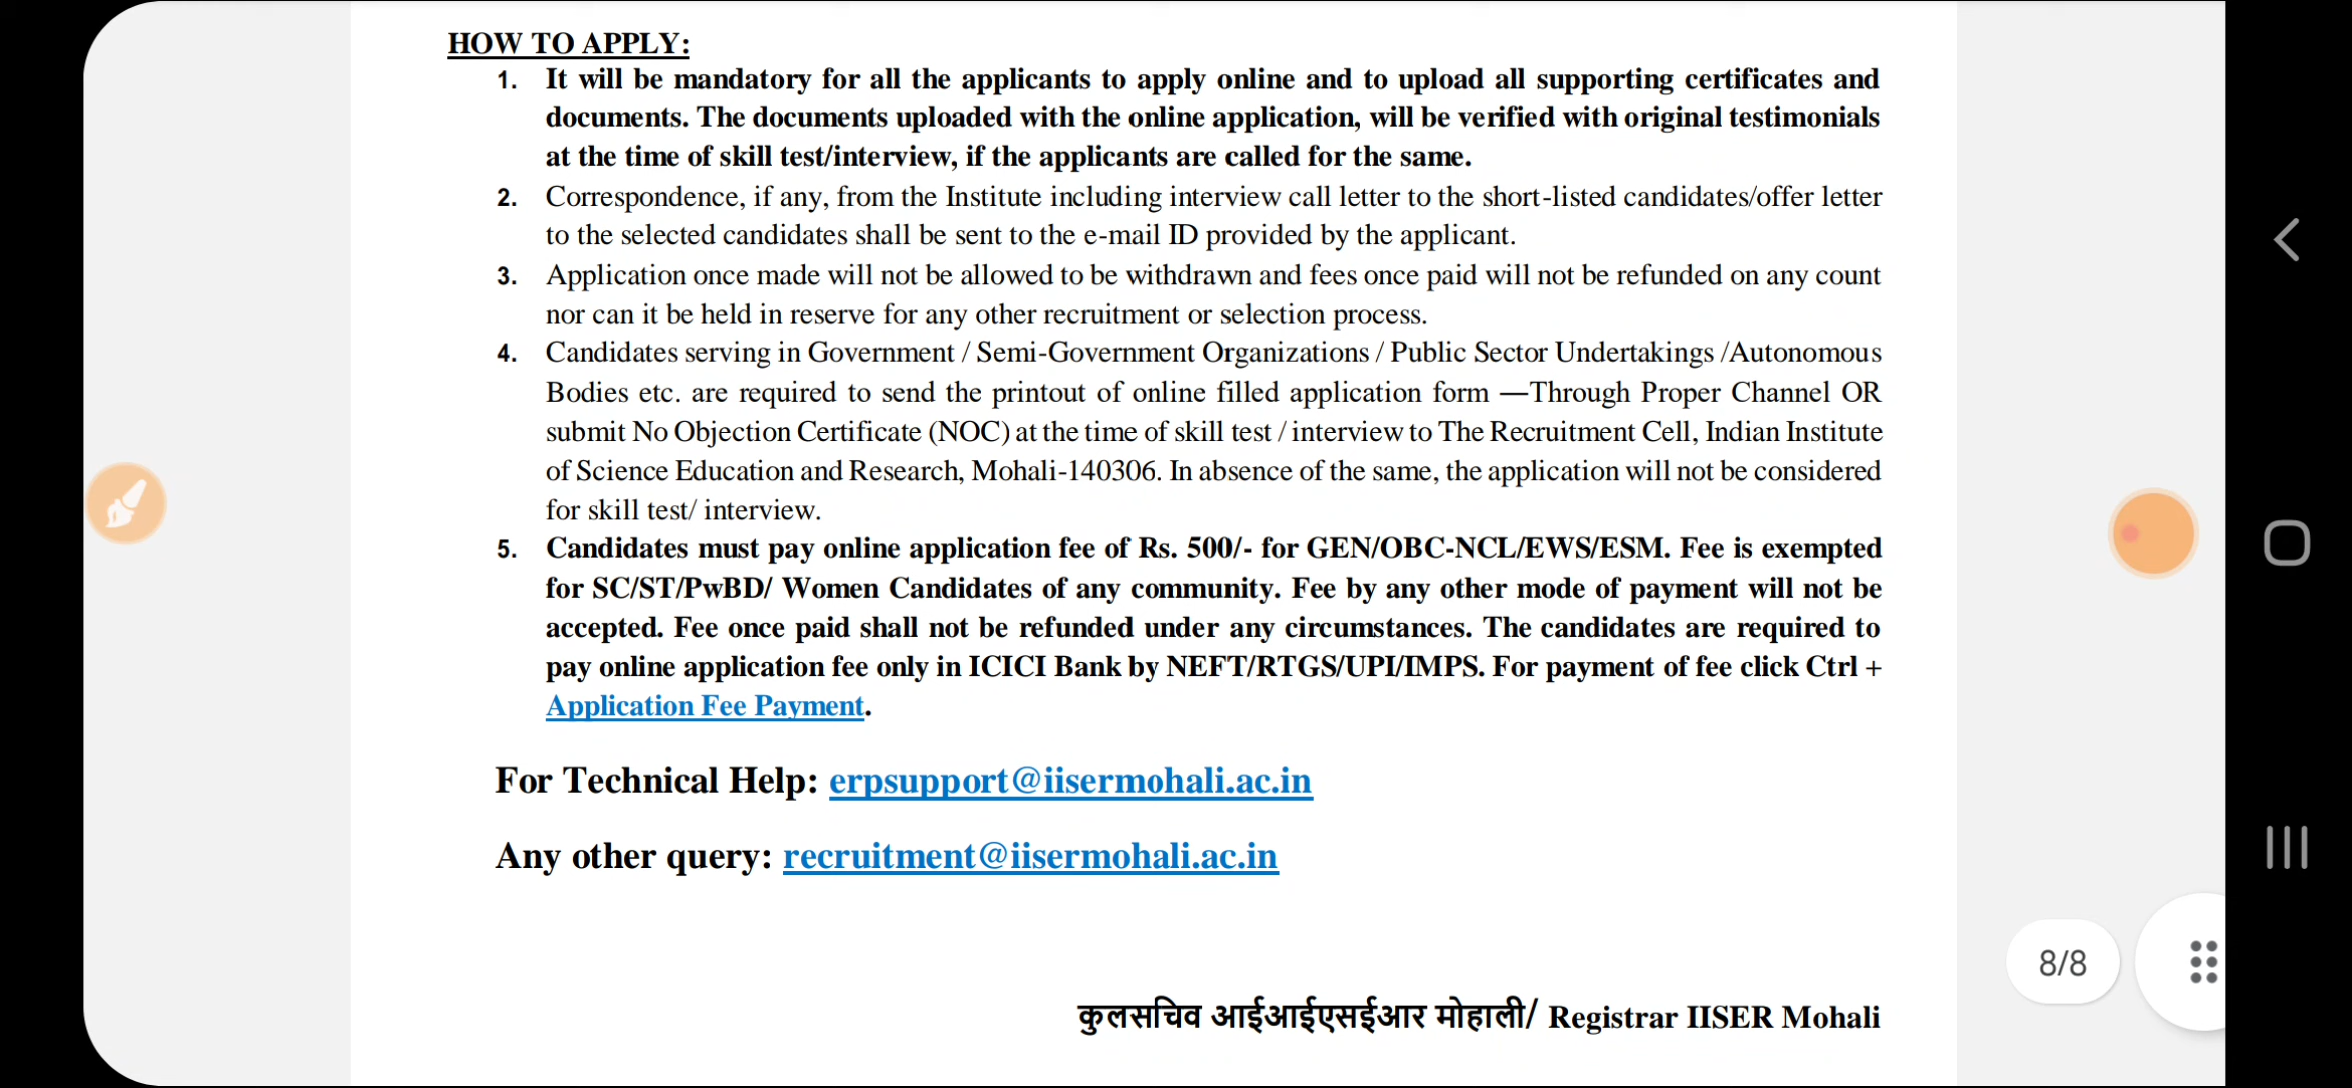 HOW TO APPLY:
1. It will be mandatory for all the applicants to apply online and to upload all supporting certificates and
documents. The documents uploaded with the online application, will be verified with original testimonials
at the time of skill test/interview, if the applicants are called for the same.
2. Correspondence, if any, from the Institute including interview call letter to the short-listed candidates/offer letter
to the selected candidates shall be sent to the e-mail ID provided by the applicant.
3. Application once made will not be allowed to be withdrawn and fees once paid will not be refunded on any count
nor can it be held in reserve for any other recruitment or selection process.
4. Candidates serving in Government / Semi-Government Organizations / Public Sector Undertakings /Autonomous
Bodies etc. are required to send the printout of online filled application form —Through Proper Channel OR
submit No Objection Certificate (NOC) at the time of skill test / interview to The Recruitment Cell, Indian Institute
of Science Education and Research, Mohali-140306. In absence of the same, the application will not be considered
for skill test/ interview.
5. Candidates must pay online application fee of Rs. 500/- for GEN/OBC-NCL/EWS/ESM. Fee is exempted
for SC/ST/PwBD/ Women Candidates of any community. Fee by any other mode of payment will not be
accepted. Fee once paid shall not be refunded under any circumstances. The candidates are required to
pay online application fee only in ICICI Bank by NEFT/RTGS/UPI/IMPS. For payment of fee click Ctrl +
Application Fee Payment.
For Technical Help: erpsupport@iisermohali.ac.in
Any other query: recruitment@iisermohali.ac.in
8/8
कुलसचिव आईआईएसईआर मोहाली/ Registrar IISER Mohali